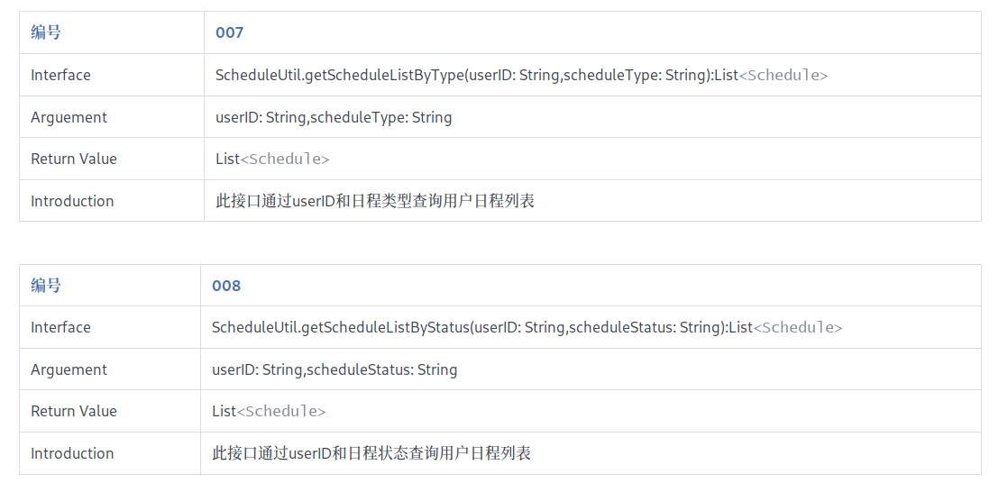 编号 007
Interface ScheduleUtil.getScheduleListByType(userID: String,scheduleType: String):List<Schedule>
Arguement userID: String,scheduleType: String
Return Value List<Schedule>
Introduction 此接口通过userID和日程类型查询用户日程列表
编号 008
Interface ScheduleUtil.getScheduleListByStatus(userID: String,scheduleStatus: String):List<Schedule>
Arguement userID: String,scheduleStatus: String
Return Value List<Schedule>
Introduction 此接口通过userID和日程状态查询用户日程列表